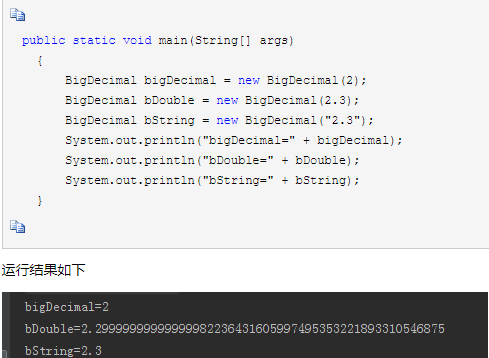 public static void main(String[] args)
{
BigDecimal bigDecimal = new BigDecimal(2);
BigDecimal bDouble = new BigDecimal(2.3);
BigDecimal bString = new BigDecimal("2.3");
System.out.println("bigDecimal=" + bigDecimal);
System.out.println("bDouble=" + bDouble);
System.out.println("bString=" + bString);
}
运行结果如下
bigDecimal=2
bDouble=2.29999999999999982236431605997495353221893310546875
bString=2.3